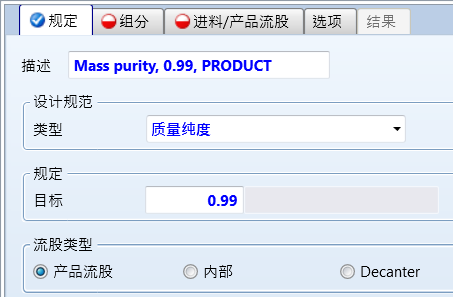 规定 组分 进料/产品流股 选项 结果
描述 Mass purity, 0.99, PRODUCT
设计规范
类型 质量纯度
规定
目标 0.99
流股类型
产品流股 内部 Decanter